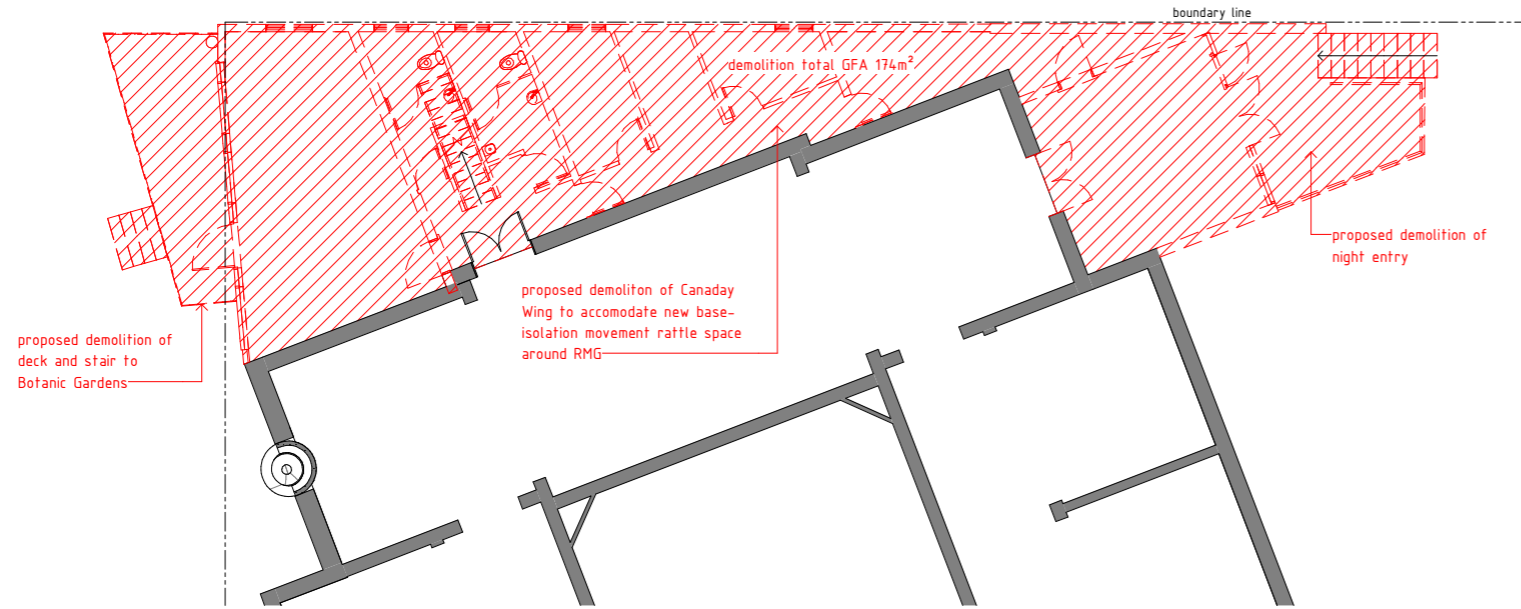 boundary line
demolition total GFA 174m²
proposed demolition of
night entry
proposed demoliton of Canaday
Wing to accomodate new base-
isolation movement rattle space
around RMG
proposed demolition of
deck and stair to
Botanic Gardens